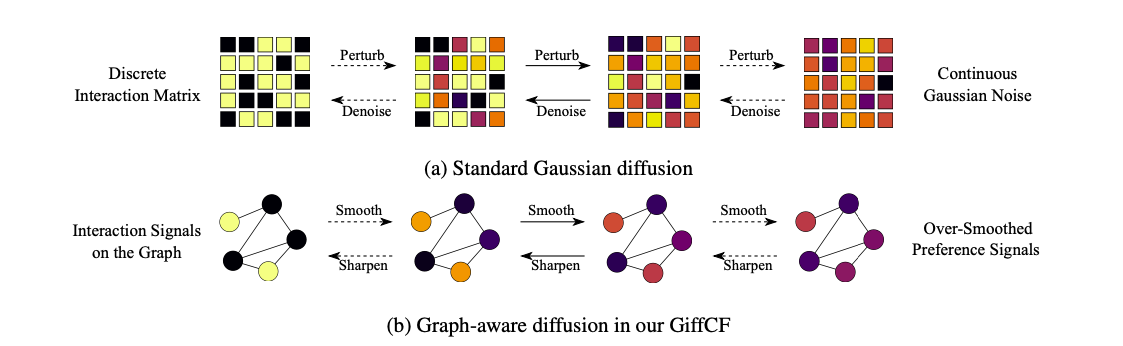 Discrete
Interaction Matrix
Perturb
Denoise
Perturb
Denoise
Perturb
Denoise
Continuous
Gaussian Noise
(a) Standard Gaussian diffusion
Interaction Signals
on the Graph
Smooth
Sharpen
Smooth
Sharpen
Smooth
Sharpen
Over-Smoothed
Preference Signals
(b) Graph-aware diffusion in our GiffCF